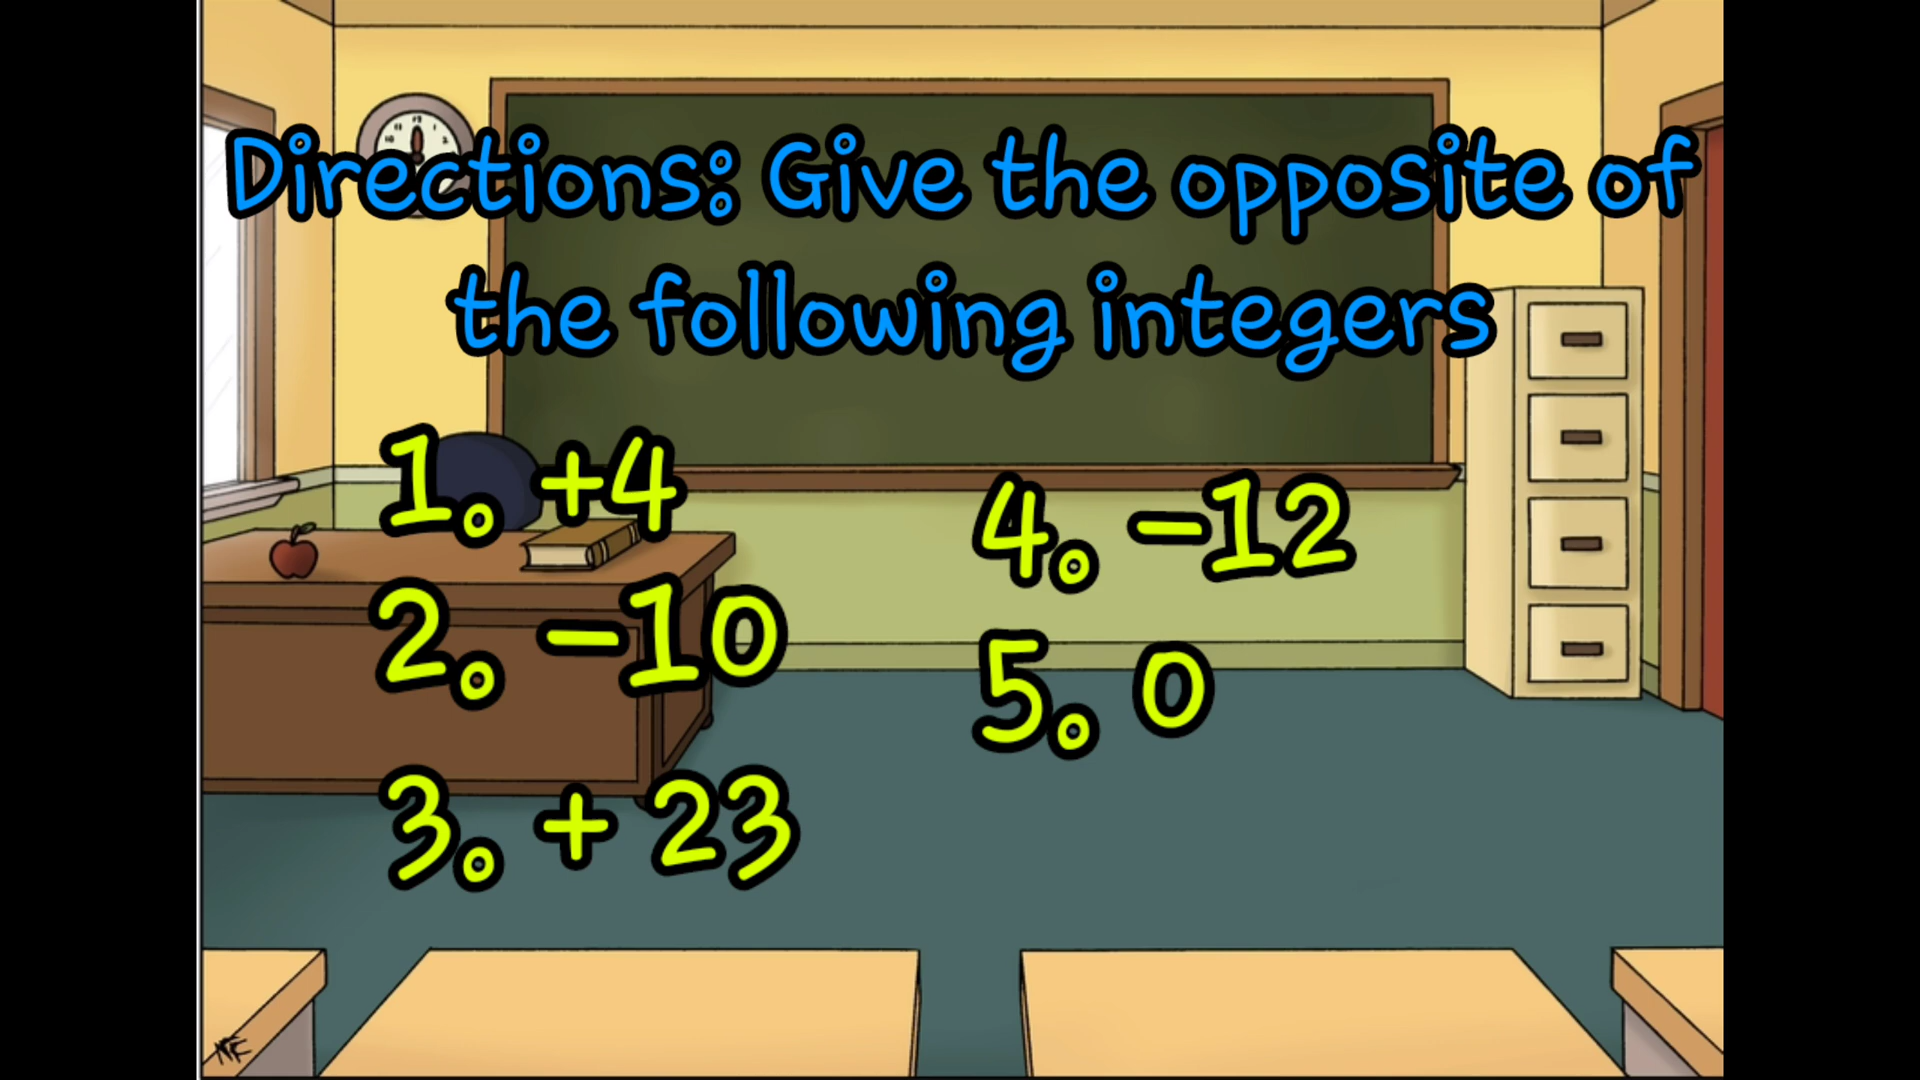 Directions: Give the opposite of
the following integers
1. +4
2. -10
3. + 23
4. -12
5. 0